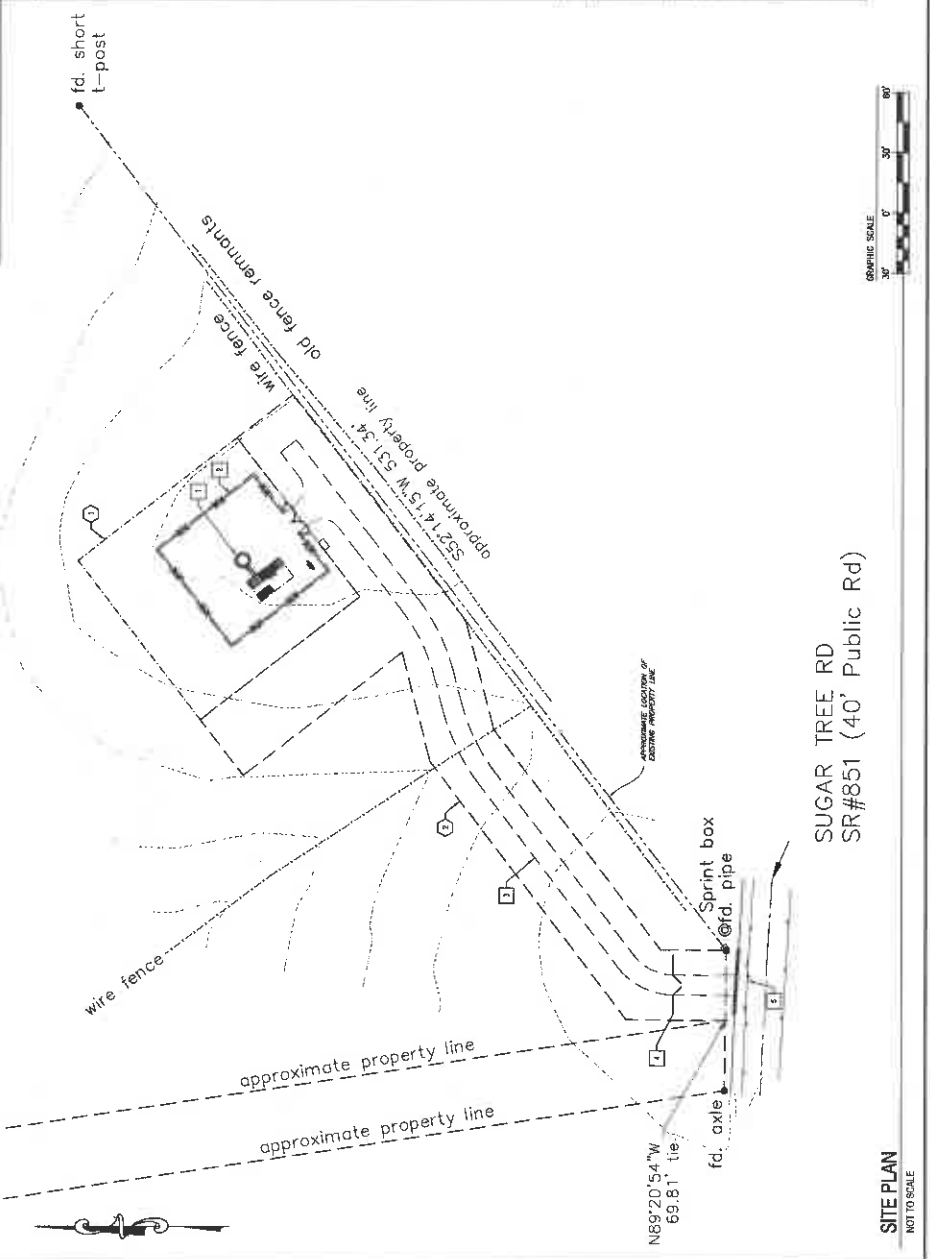 fd. short
t-post
old fence remnants
wire fence
1
2
1
approximate property line
S52°14'15"W 531.34'
APPROXIMATE LOCATION OF
EXISTING PROPERTY LINE
2
3
wire fence
approximate property line
approximate property line
4
Sprint box
@fd. pipe
5
N89°20'54"W
69.81' tie
fd. axle
SUGAR TREE RD
SR#851 (40' Public Rd)
GRAPHIC SCALE
30' 0' 30' 60'
SITE PLAN
NOT TO SCALE